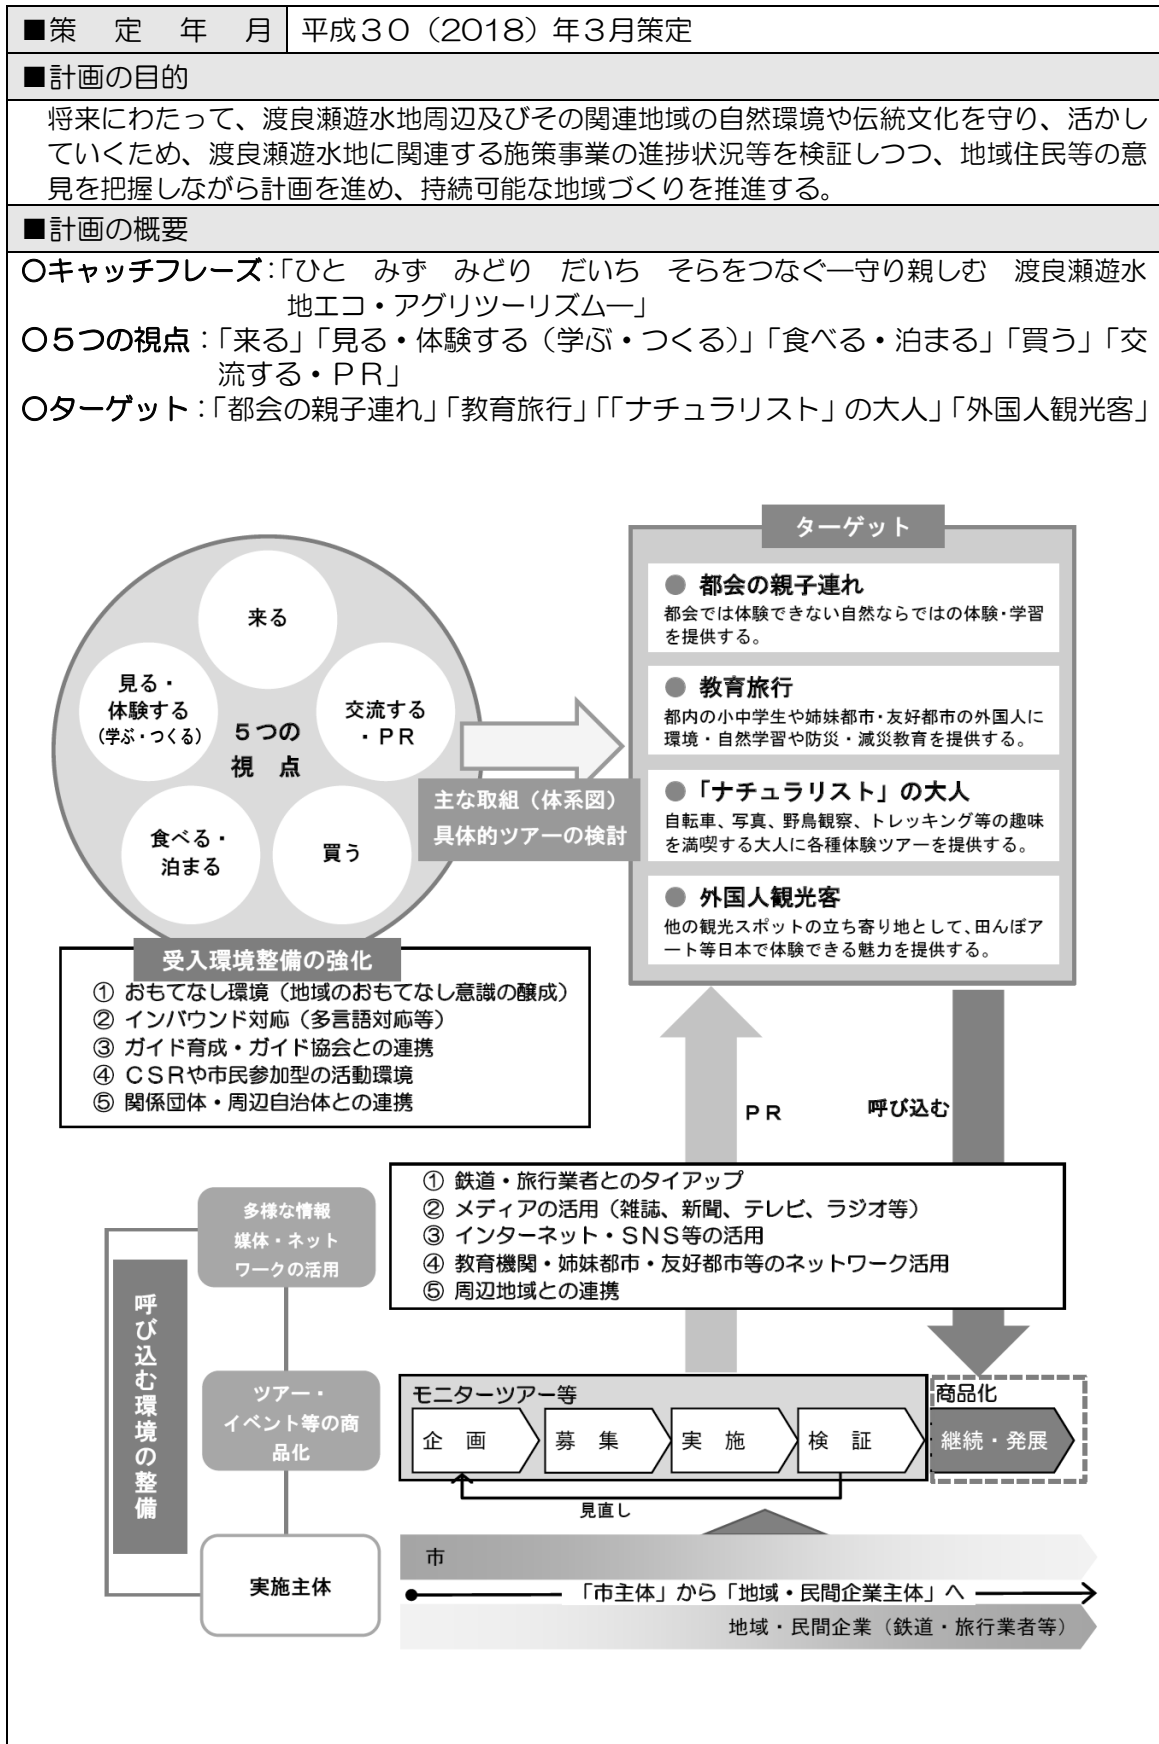 ■策　定　年　月　平成３０（2018）年３月策定
■計画の目的
将来にわたって、渡良瀬遊水地周辺及びその関連地域の自然環境や伝統文化を守り、活かし
ていくため、渡良瀬遊水地に関連する施策事業の進捗状況等を検証しつつ、地域住民等の意
見を把握しながら計画を進め、持続可能な地域づくりを推進する。
■計画の概要
○キャッチフレーズ：「ひと　みず　みどり　だいち　そらをつなぐ―守り親しむ　渡良瀬遊水
地エコ・アグリツーリズム―」
○５つの視点：「来る」「見る・体験する（学ぶ・つくる）」「食べる・泊まる」「買う」「交
流する・ＰＲ」
○ターゲット：「都会の親子連れ」「教育旅行」「「ナチュラリスト」の大人」「外国人観光客」
来る
見る・
体験する
（学ぶ・つくる）
５つの
視　点
交流する
・ＰＲ
食べる・
泊まる
買う
主な取組（体系図）
具体的ツアーの検討
ターゲット
● 都会の親子連れ
都会では体験できない自然ならではの体験・学習
を提供する。
● 教育旅行
都内の小中学生や姉妹都市・友好都市の外国人に
環境・自然学習や防災・減災教育を提供する。
●「ナチュラリスト」の大人
自転車、写真、野鳥観察、トレッキング等の趣味
を満喫する大人に各種体験ツアーを提供する。
● 外国人観光客
他の観光スポットの立ち寄り地として、田んぼア
ート等日本で体験できる魅力を提供する。
受入環境整備の強化
① おもてなし環境（地域のおもてなし意識の醸成）
② インバウンド対応（多言語対応等）
③ ガイド育成・ガイド協会との連携
④ ＣＳＲや市民参加型の活動環境
⑤ 関係団体・周辺自治体との連携
ＰＲ
呼び込む
① 鉄道・旅行業者とのタイアップ
② メディアの活用（雑誌、新聞、テレビ、ラジオ等）
③ インターネット・ＳＮＳ等の活用
④ 教育機関・姉妹都市・友好都市等のネットワーク活用
⑤ 周辺地域との連携
呼び込む環境の整備
多様な情報
媒体・ネット
ワークの活用
ツアー・
イベント等の商
品化
実施主体
モニターツアー等
企　画
募　集
実　施
検　証
見直し
商品化
継続・発展
市
「市主体」から「地域・民間企業主体」へ
地域・民間企業（鉄道・旅行業者等）